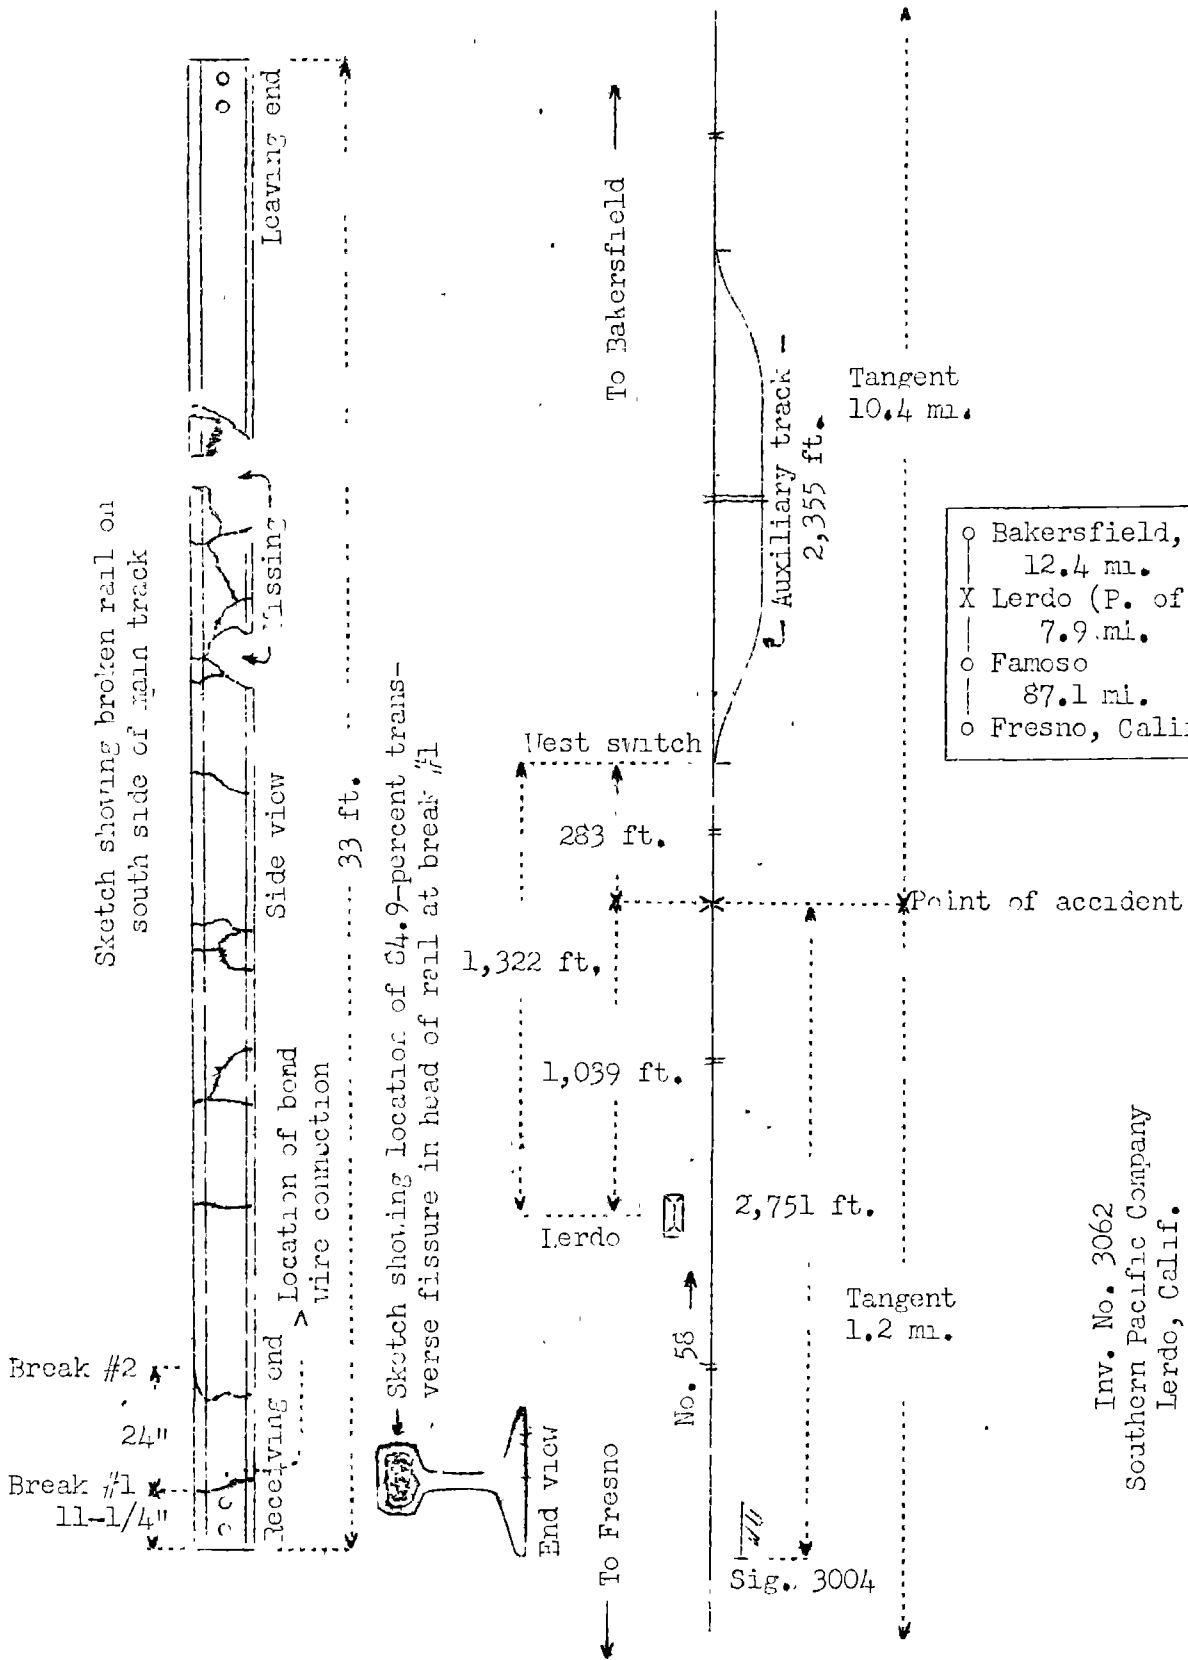 Sketch showing broken rail on
south side of main track
Leaving end
Missing
Side view
33 ft.
Location of bond
wire connection
Receiving end
Break #2
24"
Break #1
11-1/4"
Sketch showing location of 64.9-percent trans-
verse fissure in head of rail at break #1
End view
To Bakersfield
To Fresno
Auxiliary track -
2,355 ft.
Tangent
10.4 mi.
West switch
283 ft.
Point of accident
1,322 ft.
1,039 ft.
Lerdo
2,751 ft.
No. 58
Tangent
1.2 mi.
Sig. 3004
Bakersfield,
12.4 mi.
X Lerdo (P. of
7.9 mi.
Famoso
87.1 mi.
Fresno,
Inv. No. 3062
Southern Pacific Company
Lerdo, Calif.